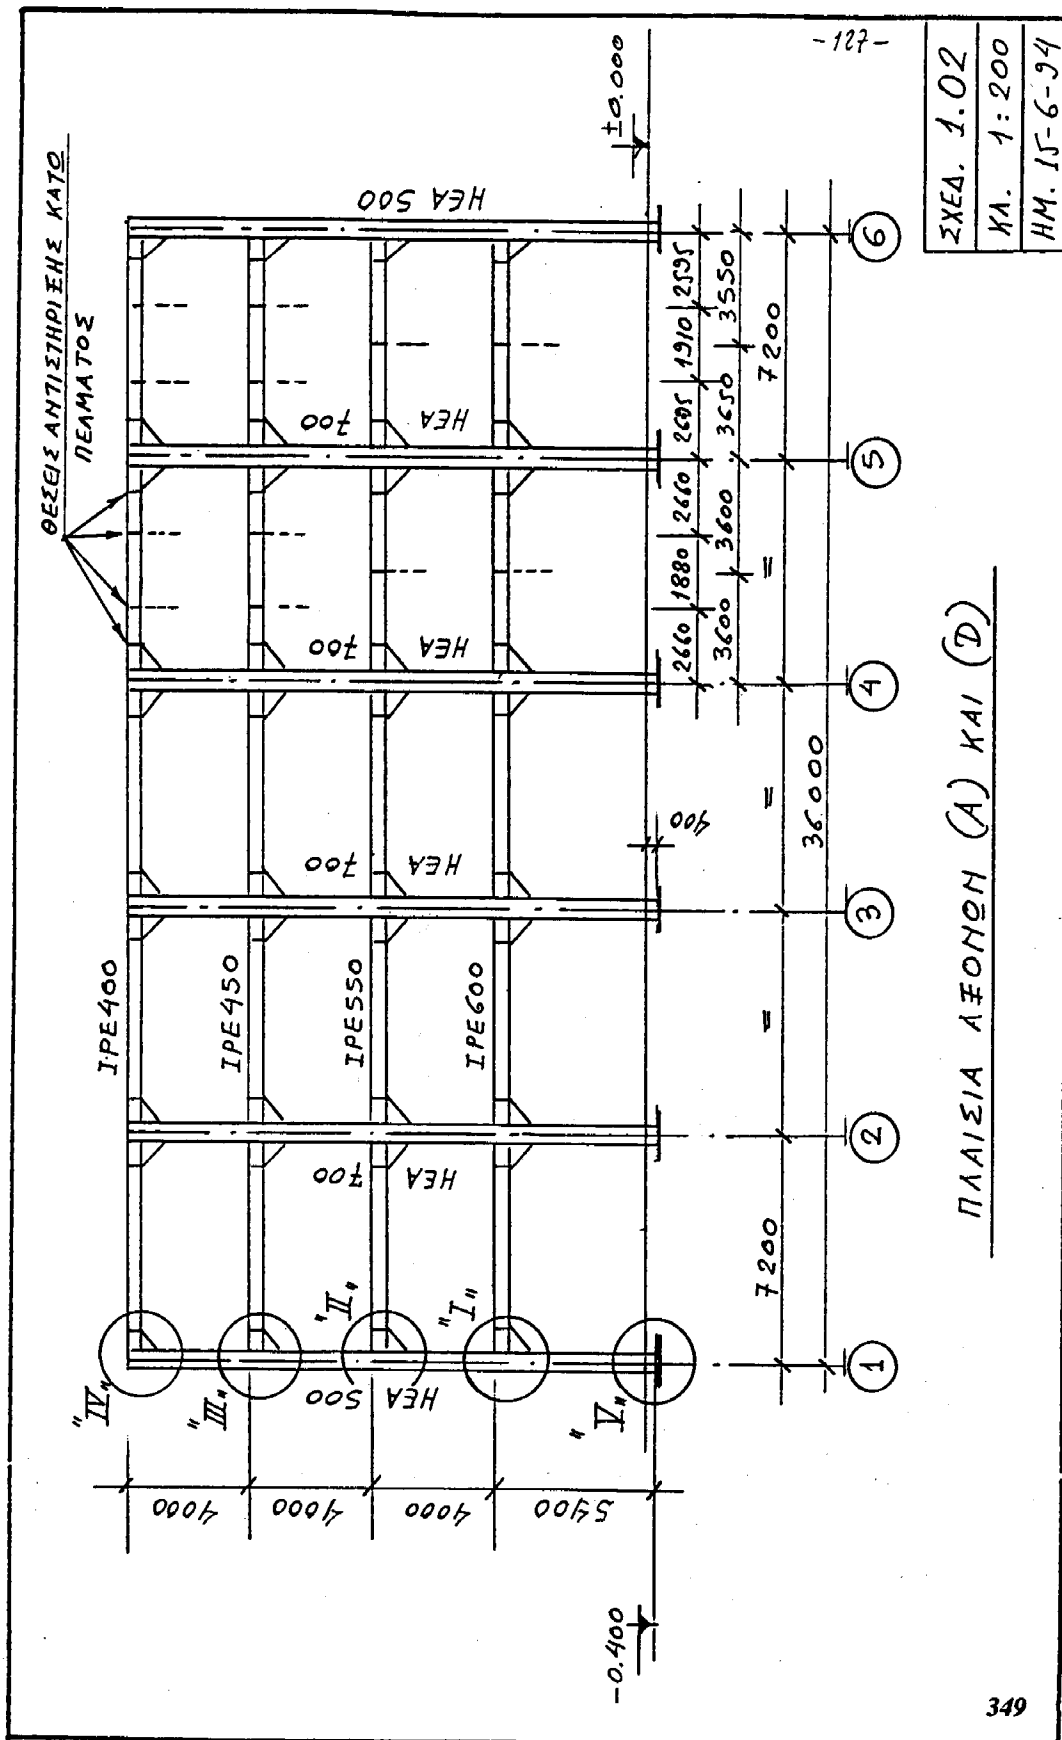 -127-
ΘΕΣΕΙΣ ΑΝΤΙΣΤΗΡΙΞΗΣ ΚΑΤΩ
ΠΕΛΜΑΤΟΣ
"IV"
"III"
"II"
"I"
"V"
IPE400
IPE450
IPE550
IPE600
HEA 500
HEA 700
HEA 700
HEA 700
HEA 700
HEA 500
4000
4000
4000
5400
-0.400
±0.000
400
2660 1880 2660 2605 1910 2595
3600 3600 3650 3550
7200 = = = 7200
36.000
1 2 3 4 5 6
ΠΛΑΙΣΙΑ ΑΞΟΝΩΝ (A) ΚΑΙ (D)
ΣΧΕΔ. 1.02
ΚΛ. 1:200
ΗΜ. 15-6-94
349